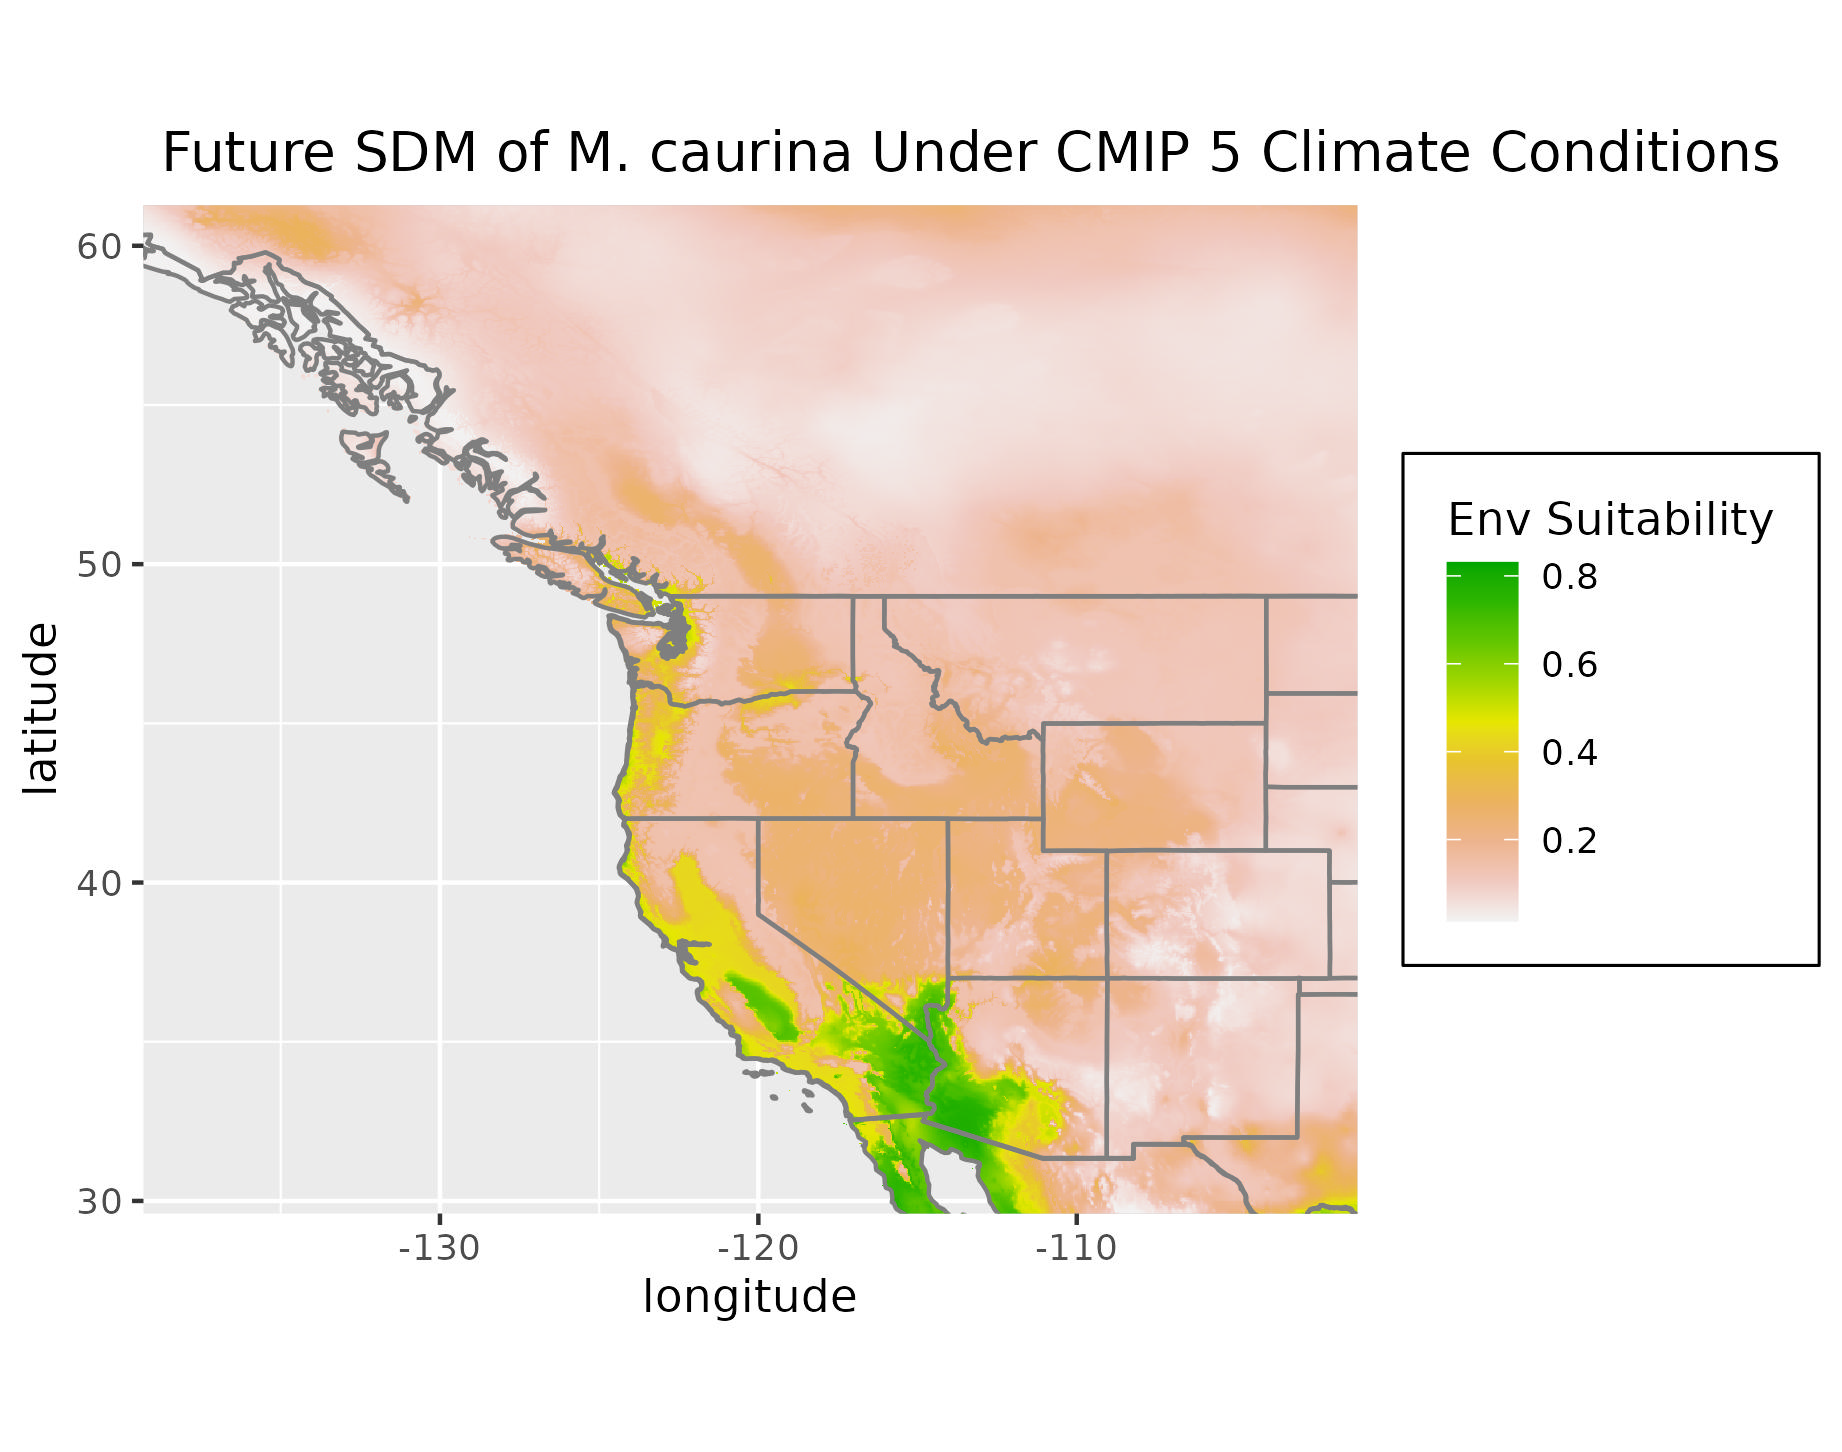 Future SDM of M. caurina Under CMIP 5 Climate Conditions
60
50
40
30
latitude
-130
-120
-110
longitude
Env Suitability
0.8
0.6
0.4
0.2